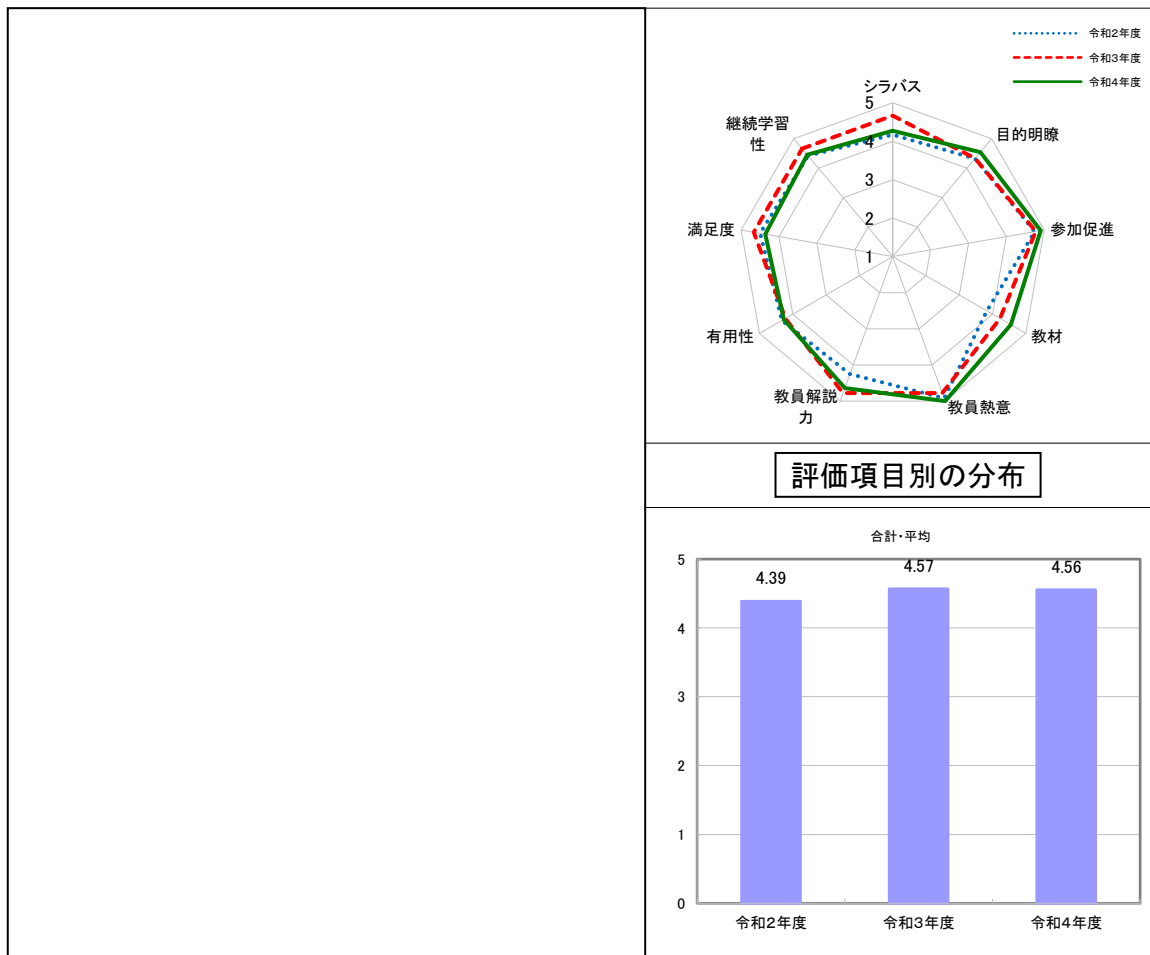 令和2年度
令和3年度
令和4年度
シラバス
目的明瞭
参加促進
教材
教員熱意
教員解説
力
有用性
満足度
継続学習
性
5
4
3
2
1
評価項目別の分布
合計・平均
5
4
3
2
1
0
4.39
4.57
4.56
令和2年度
令和3年度
令和4年度